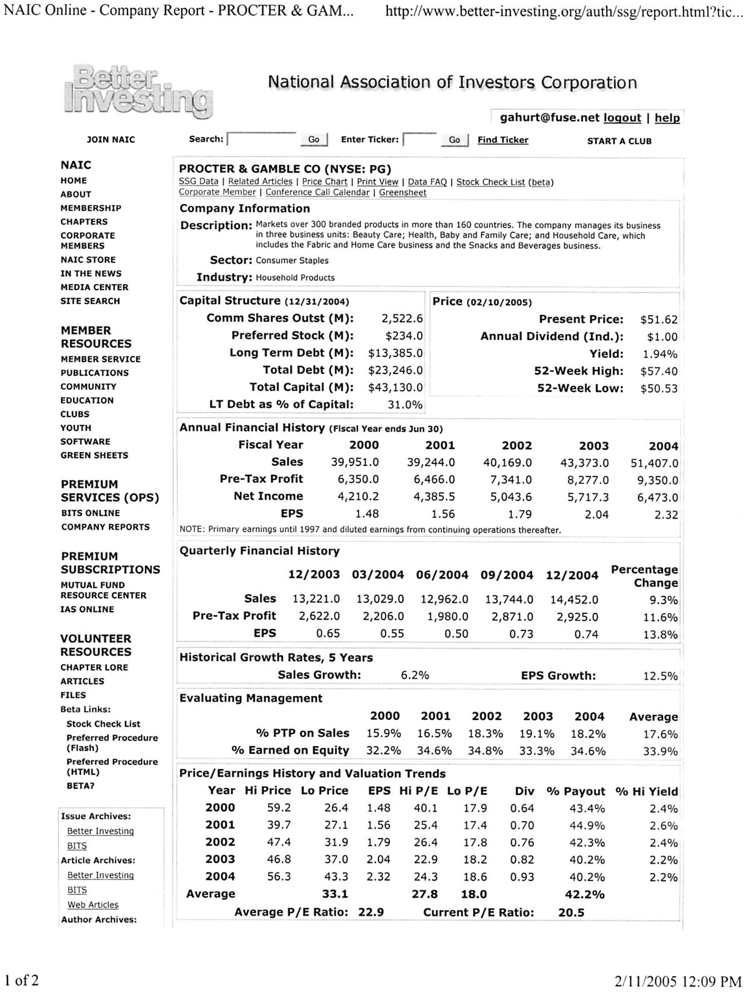 NAIC Online - Company Report - PROCTER & GAM... http://www.better-investing.org/auth/ssg/report.html?tic...
Better Investing
National Association of Investors Corporation
gahurt@fuse.net logout | help
JOIN NAIC Search: Go Enter Ticker: Go Find Ticker START A CLUB
NAIC
HOME
ABOUT
MEMBERSHIP
CHAPTERS
CORPORATE
MEMBERS
NAIC STORE
IN THE NEWS
MEDIA CENTER
SITE SEARCH
MEMBER
RESOURCES
MEMBER SERVICE
PUBLICATIONS
COMMUNITY
EDUCATION
CLUBS
YOUTH
SOFTWARE
GREEN SHEETS
PREMIUM
SERVICES (OPS)
BITS ONLINE
COMPANY REPORTS
PREMIUM
SUBSCRIPTIONS
MUTUAL FUND
RESOURCE CENTER
IAS ONLINE
VOLUNTEER
RESOURCES
CHAPTER LORE
ARTICLES
FILES
Beta Links:
Stock Check List
Preferred Procedure
(Flash)
Preferred Procedure
(HTML)
BETA?
Issue Archives:
Better Investing
BITS
Article Archives:
Better Investing
BITS
Web Articles
Author Archives:
PROCTER & GAMBLE CO (NYSE: PG)
SSG Data | Related Articles | Price Chart | Print View | Data FAQ | Stock Check List (beta)
Corporate Member | Conference Call Calendar | Greensheet
Company Information
Description: Markets over 300 branded products in more than 160 countries. The company manages its business
in three business units: Beauty Care; Health, Baby and Family Care; and Household Care, which
includes the Fabric and Home Care business and the Snacks and Beverages business.
Sector: Consumer Staples
Industry: Household Products
Capital Structure (12/31/2004)
Comm Shares Outst (M): 2,522.6
Preferred Stock (M): $234.0
Long Term Debt (M): $13,385.0
Total Debt (M): $23,246.0
Total Capital (M): $43,130.0
LT Debt as % of Capital: 31.0%
Price (02/10/2005)
Present Price: $51.62
Annual Dividend (Ind.): $1.00
Yield: 1.94%
52-Week High: $57.40
52-Week Low: $50.53
Annual Financial History (Fiscal Year ends Jun 30)
Fiscal Year 2000 2001 2002 2003 2004
Sales 39,951.0 39,244.0 40,169.0 43,373.0 51,407.0
Pre-Tax Profit 6,350.0 6,466.0 7,341.0 8,277.0 9,350.0
Net Income 4,210.2 4,385.5 5,043.6 5,717.3 6,473.0
EPS 1.48 1.56 1.79 2.04 2.32
NOTE: Primary earnings until 1997 and diluted earnings from continuing operations thereafter.
Quarterly Financial History
12/2003 03/2004 06/2004 09/2004 12/2004 Percentage Change
Sales 13,221.0 13,029.0 12,962.0 13,744.0 14,452.0 9.3%
Pre-Tax Profit 2,622.0 2,206.0 1,980.0 2,871.0 2,925.0 11.6%
EPS 0.65 0.55 0.50 0.73 0.74 13.8%
Historical Growth Rates, 5 Years
Sales Growth: 6.2% EPS Growth: 12.5%
Evaluating Management
2000 2001 2002 2003 2004 Average
% PTP on Sales 15.9% 16.5% 18.3% 19.1% 18.2% 17.6%
% Earned on Equity 32.2% 34.6% 34.8% 33.3% 34.6% 33.9%
Price/Earnings History and Valuation Trends
Year Hi Price Lo Price EPS Hi P/E Lo P/E Div % Payout % Hi Yield
2000 59.2 26.4 1.48 40.1 17.9 0.64 43.4% 2.4%
2001 39.7 27.1 1.56 25.4 17.4 0.70 44.9% 2.6%
2002 47.4 31.9 1.79 26.4 17.8 0.76 42.3% 2.4%
2003 46.8 37.0 2.04 22.9 18.2 0.82 40.2% 2.2%
2004 56.3 43.3 2.32 24.3 18.6 0.93 40.2% 2.2%
Average 33.1 27.8 18.0 42.2%
Average P/E Ratio: 22.9 Current P/E Ratio: 20.5
1 of 2 2/11/2005 12:09 PM